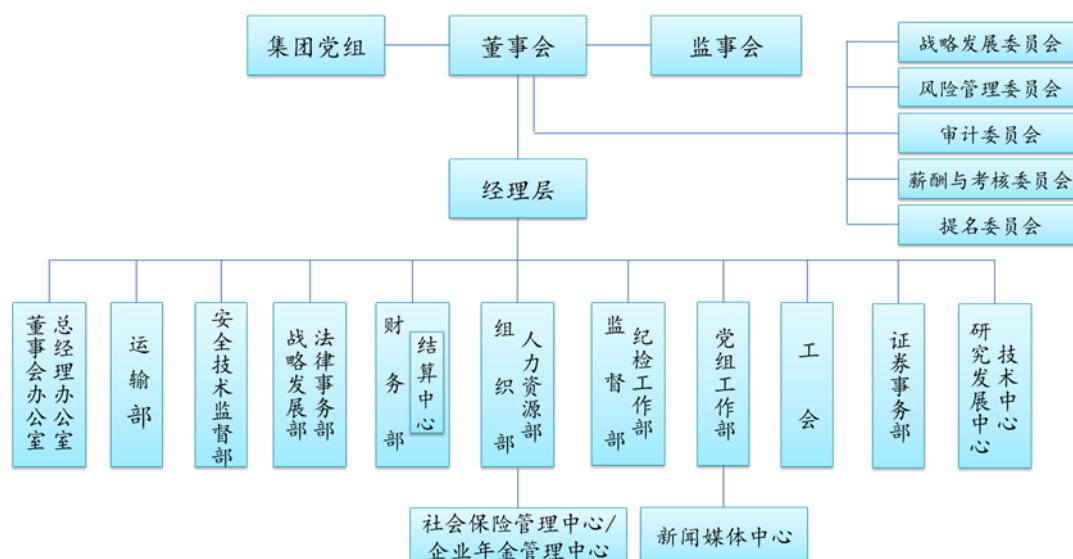 集团党组
董事会
监事会
战略发展委员会
风险管理委员会
审计委员会
薪酬与考核委员会
提名委员会
经理层
总经理办公室
董事会办公室
运输部
安全技术监督部
法律事务部
战略发展部
财务部
结算中心
人力资源部
组织部
纪检工作部
监督部
党组工作部
工会
证券事务部
技术中心
研究发展中心
社会保险管理中心/
企业年金管理中心
新闻媒体中心